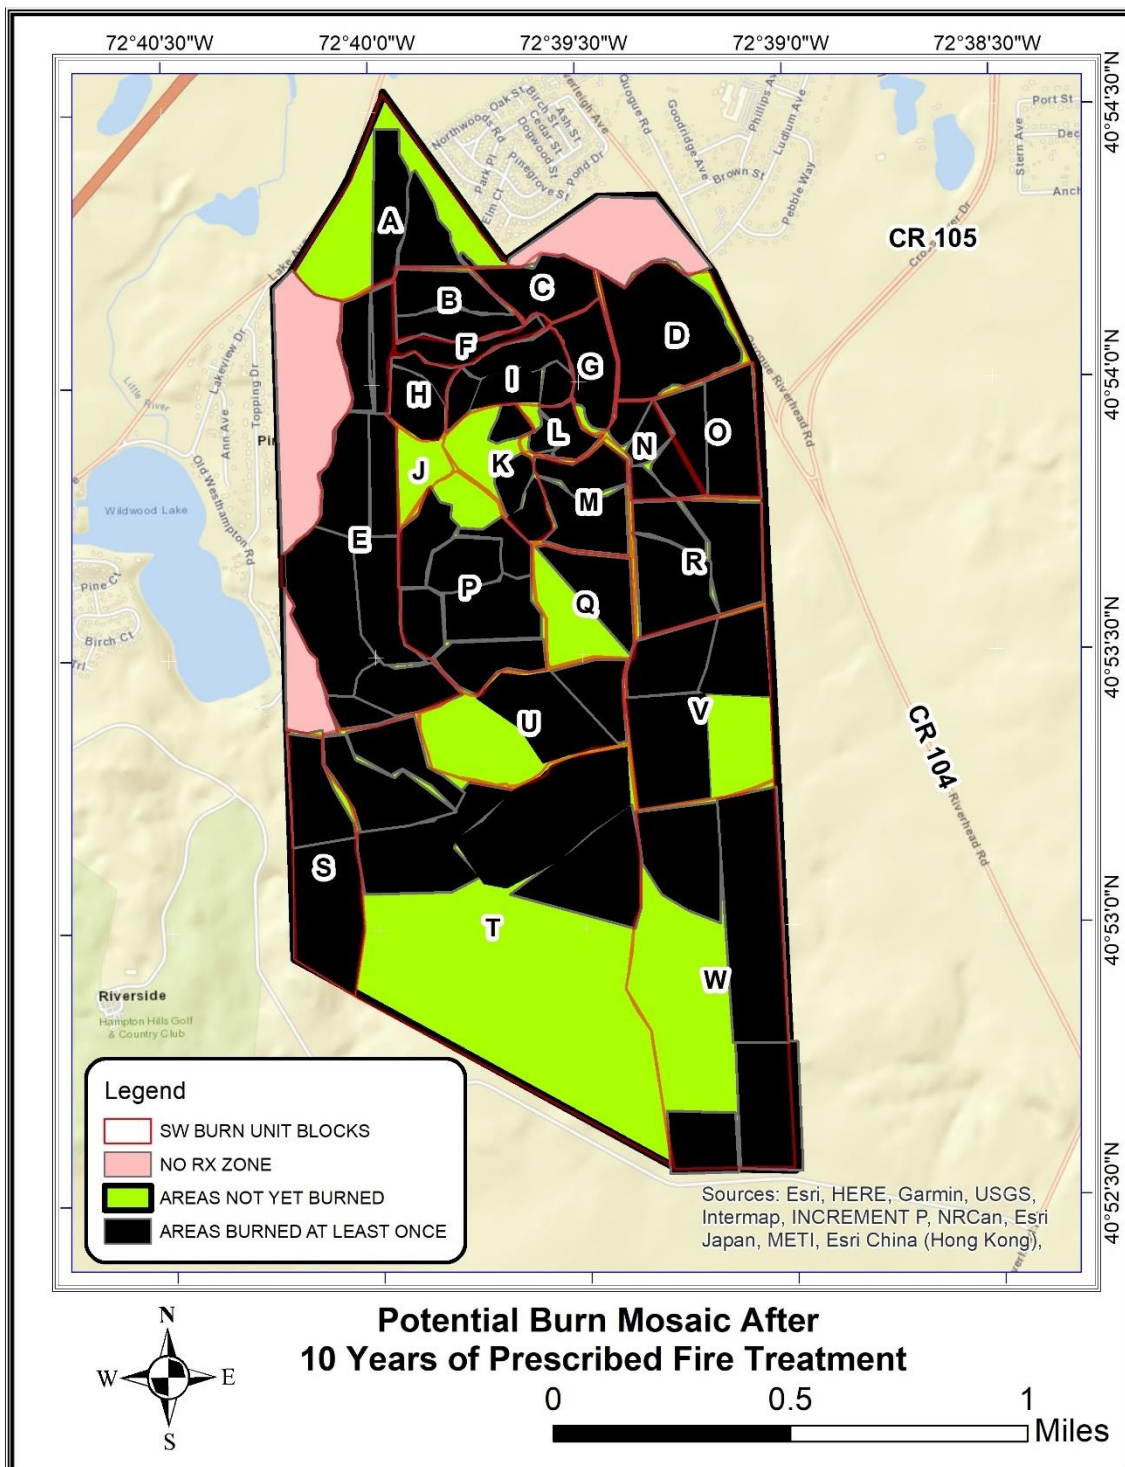 72°40'30"W 72°40'0"W 72°39'30"W 72°39'0"W 72°38'30"W
40°54'30"N
40°54'0"N
40°53'30"N
40°53'0"N
40°52'30"N
Northwood
Oak St
Birch St
Ash St
Cedar St
Dogwood St
Pinegrove St
Pond Dr
Park Pl
Elm Ct
Quogue Rd
Goodridge Ave
Phillips Ave
Ludlum Ave
Brown St
Pebble Way
Port St
Stern Ave
CR 105
Lake Ave
Lakeview Dr
Topping Dr
Ann Ave
Little River
Old Westhampton Rd
Wildwood Lake
Pine Ct
Birch Ct
Trl
Quogue Riverhead Rd
CR 104
Riverhead Rd
A
B
C
D
F
G
H
I
J
K
L
N
O
M
E
P
Q
R
U
V
S
T
W
Riverside
Hampton Hills Golf
& Country Club
Legend
SW BURN UNIT BLOCKS
NO RX ZONE
AREAS NOT YET BURNED
AREAS BURNED AT LEAST ONCE
Sources: Esri, HERE, Garmin, USGS,
Intermap, INCREMENT P, NRCan, Esri
Japan, METI, Esri China (Hong Kong),
Potential Burn Mosaic After
10 Years of Prescribed Fire Treatment
N
W E
S
0 0.5 1
Miles